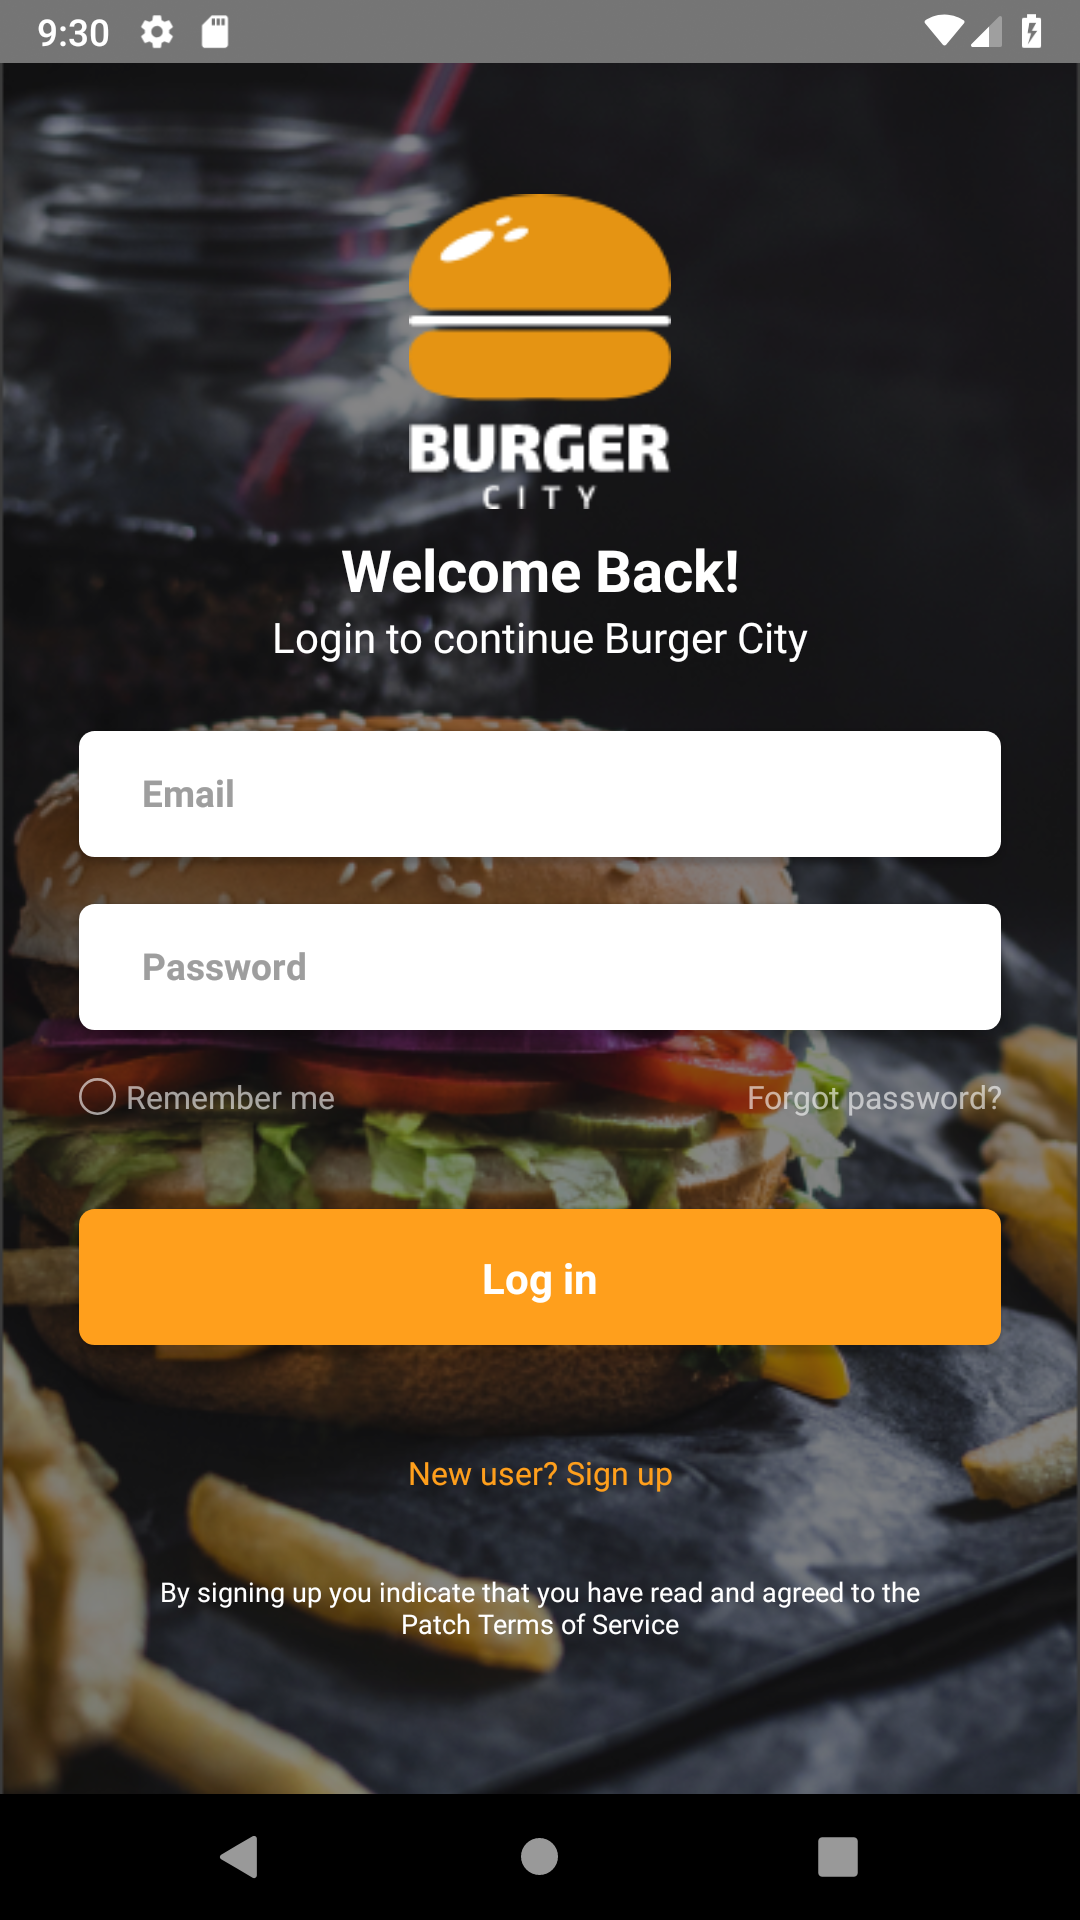 9:30
BURGER
CITY
Welcome Back!
Login to continue Burger City
Email
Password
Remember me
Forgot password?
Log in
New user? Sign up
By signing up you indicate that you have read and agreed to the
Patch Terms of Service